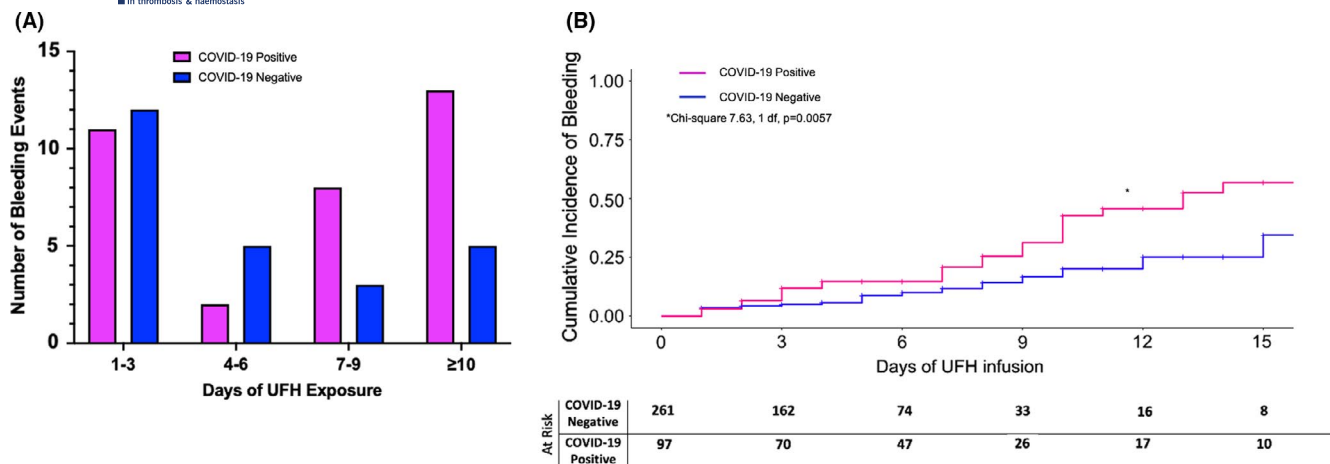 in thrombosis & haemostasis
(A)
15
10
5
0
Number of Bleeding Events
COVID-19 Positive
COVID-19 Negative
1-3 4-6 7-9 ≥10
Days of UFH Exposure
(B)
Cumulative Incidence of Bleeding
1.00
0.75
0.50
0.25
0.00
COVID-19 Positive
COVID-19 Negative
*Chi-square 7.63, 1 df, p=0.0057
*
0 3 6 9 12 15
Days of UFH infusion
At Risk
COVID-19
Negative
261 162 74 33 16 8
COVID-19
Positive
97 70 47 26 17 10